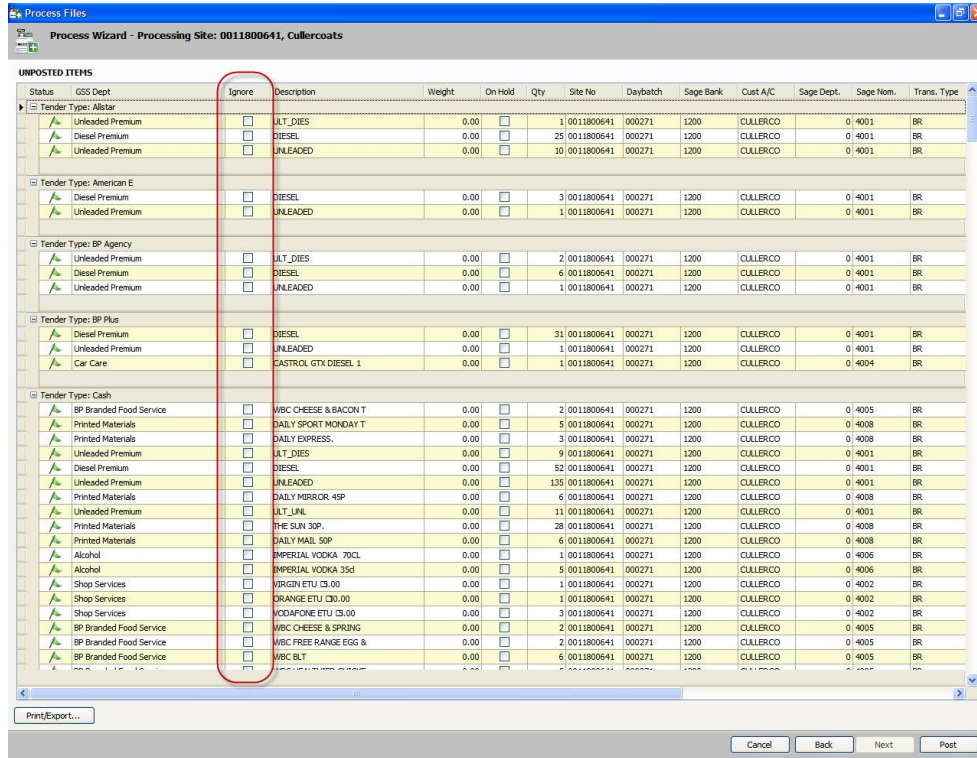 Process Files
Process Wizard - Processing Site: 0011800641, Cullercoats
UNPOSTED ITEMS
Status GSS Dept Ignore Description Weight On Hold Qty Site No Daybatch Sage Bank Cust A/C Sage Dept. Sage Nom. Trans. Type
Tender Type: Allstar
Unleaded Premium ULT_DIES 0.00 1 0011800641 000271 1200 CULLERCO 0 4001 BR
Diesel Premium DIESEL 0.00 25 0011800641 000271 1200 CULLERCO 0 4001 BR
Unleaded Premium UNLEADED 0.00 10 0011800641 000271 1200 CULLERCO 0 4001 BR
Tender Type: American E
Diesel Premium DIESEL 0.00 3 0011800641 000271 1200 CULLERCO 0 4001 BR
Unleaded Premium UNLEADED 0.00 1 0011800641 000271 1200 CULLERCO 0 4001 BR
Tender Type: BP Agency
Unleaded Premium ULT_DIES 0.00 2 0011800641 000271 1200 CULLERCO 0 4001 BR
Diesel Premium DIESEL 0.00 6 0011800641 000271 1200 CULLERCO 0 4001 BR
Unleaded Premium UNLEADED 0.00 1 0011800641 000271 1200 CULLERCO 0 4001 BR
Tender Type: BP Plus
Diesel Premium DIESEL 0.00 31 0011800641 000271 1200 CULLERCO 0 4001 BR
Unleaded Premium UNLEADED 0.00 1 0011800641 000271 1200 CULLERCO 0 4001 BR
Car Care CASTROL GTX DIESEL 1 0.00 1 0011800641 000271 1200 CULLERCO 0 4004 BR
Tender Type: Cash
BP Branded Food Service WBC CHEESE & BACON T 0.00 2 0011800641 000271 1200 CULLERCO 0 4005 BR
Printed Materials DAILY SPORT MONDAY T 0.00 5 0011800641 000271 1200 CULLERCO 0 4008 BR
Printed Materials DAILY EXPRESS. 0.00 3 0011800641 000271 1200 CULLERCO 0 4008 BR
Unleaded Premium ULT_DIES 0.00 9 0011800641 000271 1200 CULLERCO 0 4001 BR
Diesel Premium DIESEL 0.00 52 0011800641 000271 1200 CULLERCO 0 4001 BR
Unleaded Premium UNLEADED 0.00 135 0011800641 000271 1200 CULLERCO 0 4001 BR
Printed Materials DAILY MIRROR 45P 0.00 6 0011800641 000271 1200 CULLERCO 0 4008 BR
Unleaded Premium ULT_UNL 0.00 11 0011800641 000271 1200 CULLERCO 0 4001 BR
Printed Materials THE SUN 30P. 0.00 28 0011800641 000271 1200 CULLERCO 0 4008 BR
Printed Materials DAILY MAIL 50P 0.00 6 0011800641 000271 1200 CULLERCO 0 4008 BR
Alcohol IMPERIAL VODKA 70CL 0.00 1 0011800641 000271 1200 CULLERCO 0 4006 BR
Alcohol IMPERIAL VODKA 35cl 0.00 5 0011800641 000271 1200 CULLERCO 0 4006 BR
Shop Services VIRGIN ETU 5.00 0.00 1 0011800641 000271 1200 CULLERCO 0 4002 BR
Shop Services ORANGE ETU 10.00 0.00 1 0011800641 000271 1200 CULLERCO 0 4002 BR
Shop Services VODAFONE ETU 5.00 0.00 3 0011800641 000271 1200 CULLERCO 0 4002 BR
BP Branded Food Service WBC CHEESE & SPRING 0.00 2 0011800641 000271 1200 CULLERCO 0 4005 BR
BP Branded Food Service WBC FREE RANGE EGG & 0.00 2 0011800641 000271 1200 CULLERCO 0 4005 BR
BP Branded Food Service WBC BLT 0.00 6 0011800641 000271 1200 CULLERCO 0 4005 BR
Print/Export...
Cancel Back Next Post